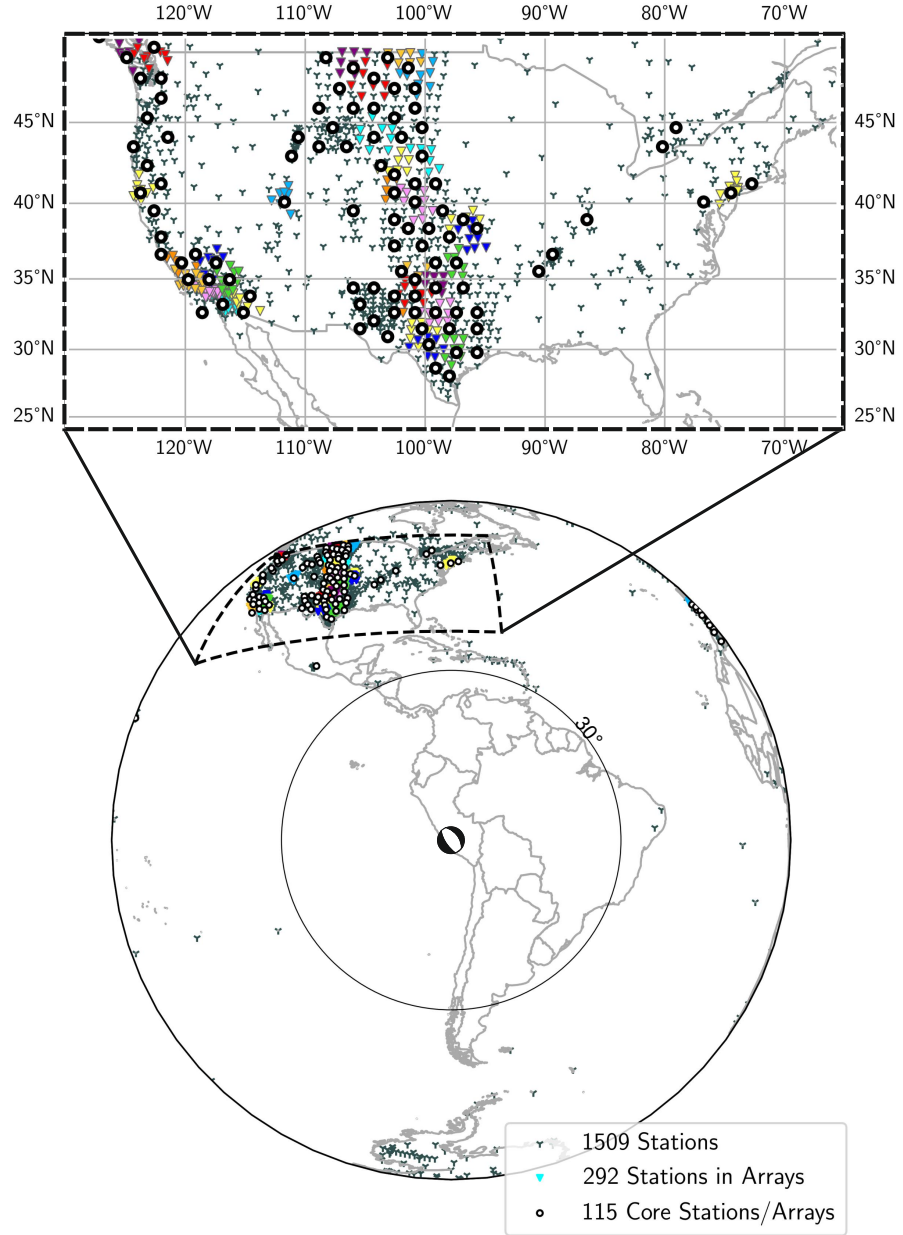 120°W 110°W 100°W 90°W 80°W 70°W
45°N 45°N
40°N 40°N
35°N 35°N
30°N 30°N
25°N 25°N
120°W 110°W 100°W 90°W 80°W 70°W
30°
1509 Stations
292 Stations in Arrays
115 Core Stations/Arrays